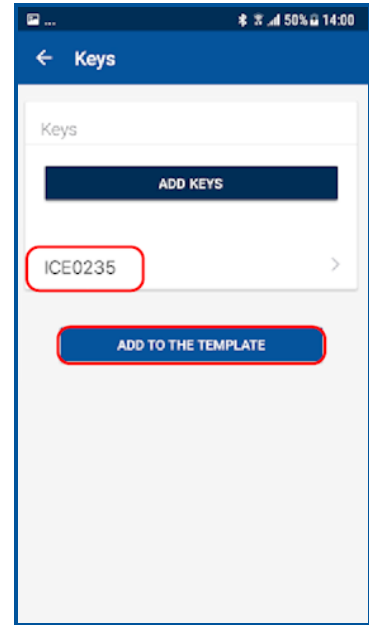 ... 50% 14:00
Keys
Keys
ADD KEYS
ICE0235
ADD TO THE TEMPLATE